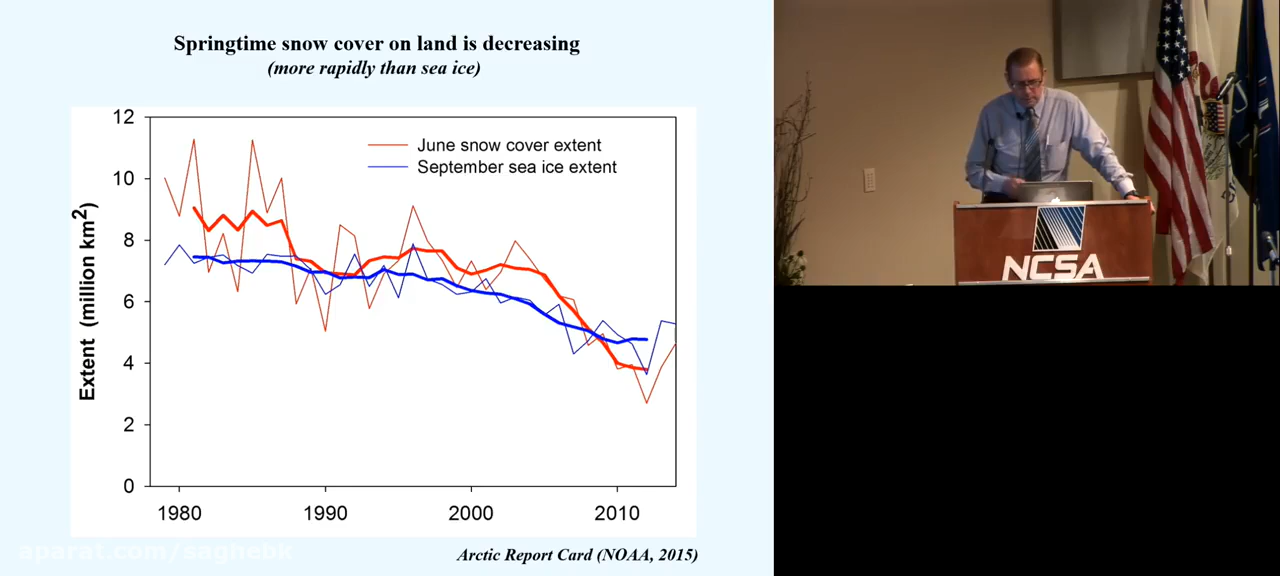 Springtime snow cover on land is decreasing
(more rapidly than sea ice)
12
10
8
6
4
2
0
Extent (million km²)
June snow cover extent
September sea ice extent
1980
1990
2000
2010
Arctic Report Card (NOAA, 2015)
aparat.com/saghebk
NCSA